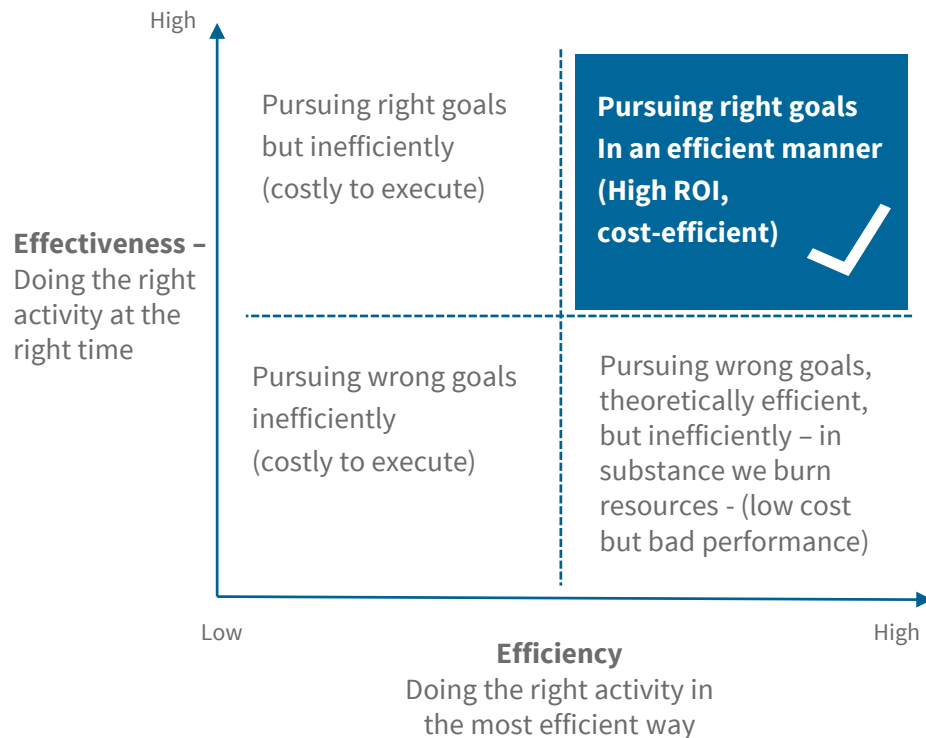 High
Pursuing right goals
but inefficiently
(costly to execute)
Pursuing right goals
In an efficient manner
(High ROI,
cost-efficient)
Effectiveness –
Doing the right
activity at the
right time
Pursuing wrong goals
inefficiently
(costly to execute)
Pursuing wrong goals,
theoretically efficient,
but inefficiently – in
substance we burn
resources - (low cost
but bad performance)
Low
High
Efficiency
Doing the right activity in
the most efficient way